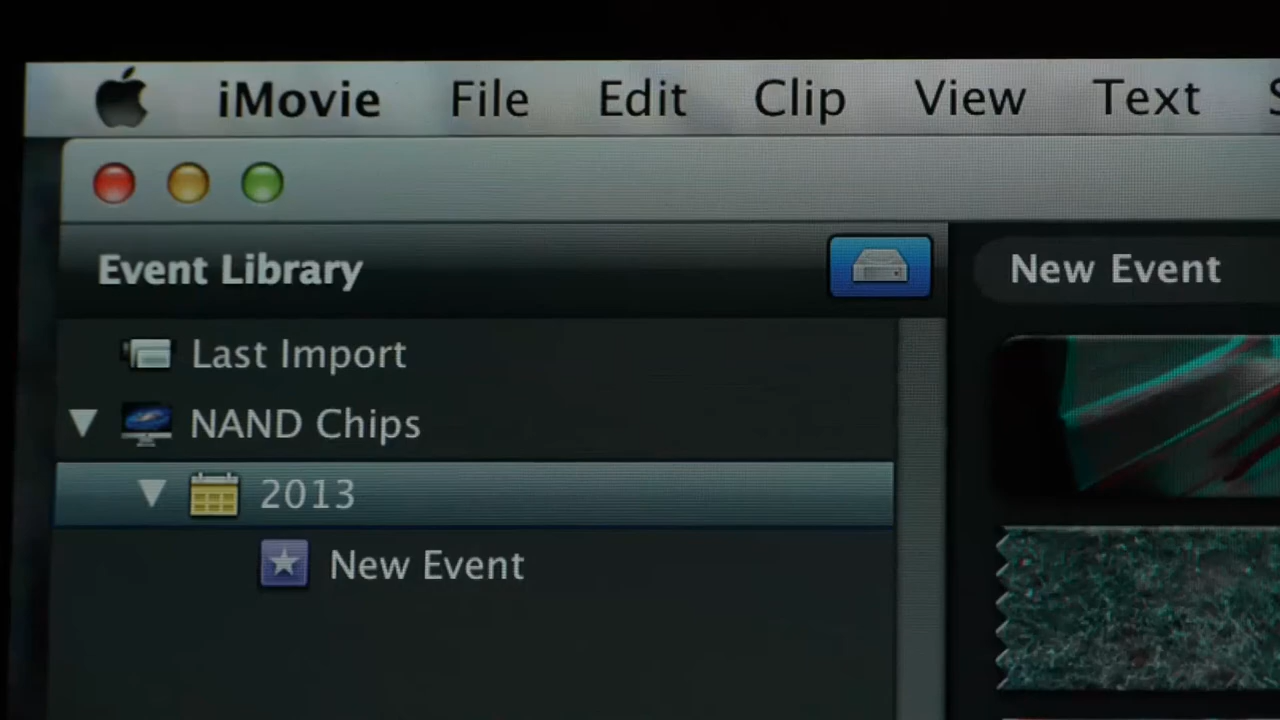 iMovie File Edit Clip View Text
Event Library
New Event
Last Import
NAND Chips
2013
New Event